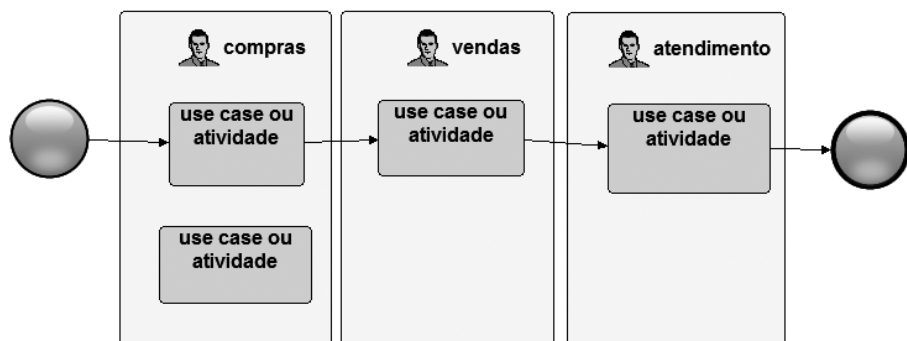 compras
use case ou
atividade
use case ou
atividade
vendas
use case ou
atividade
atendimento
use case ou
atividade